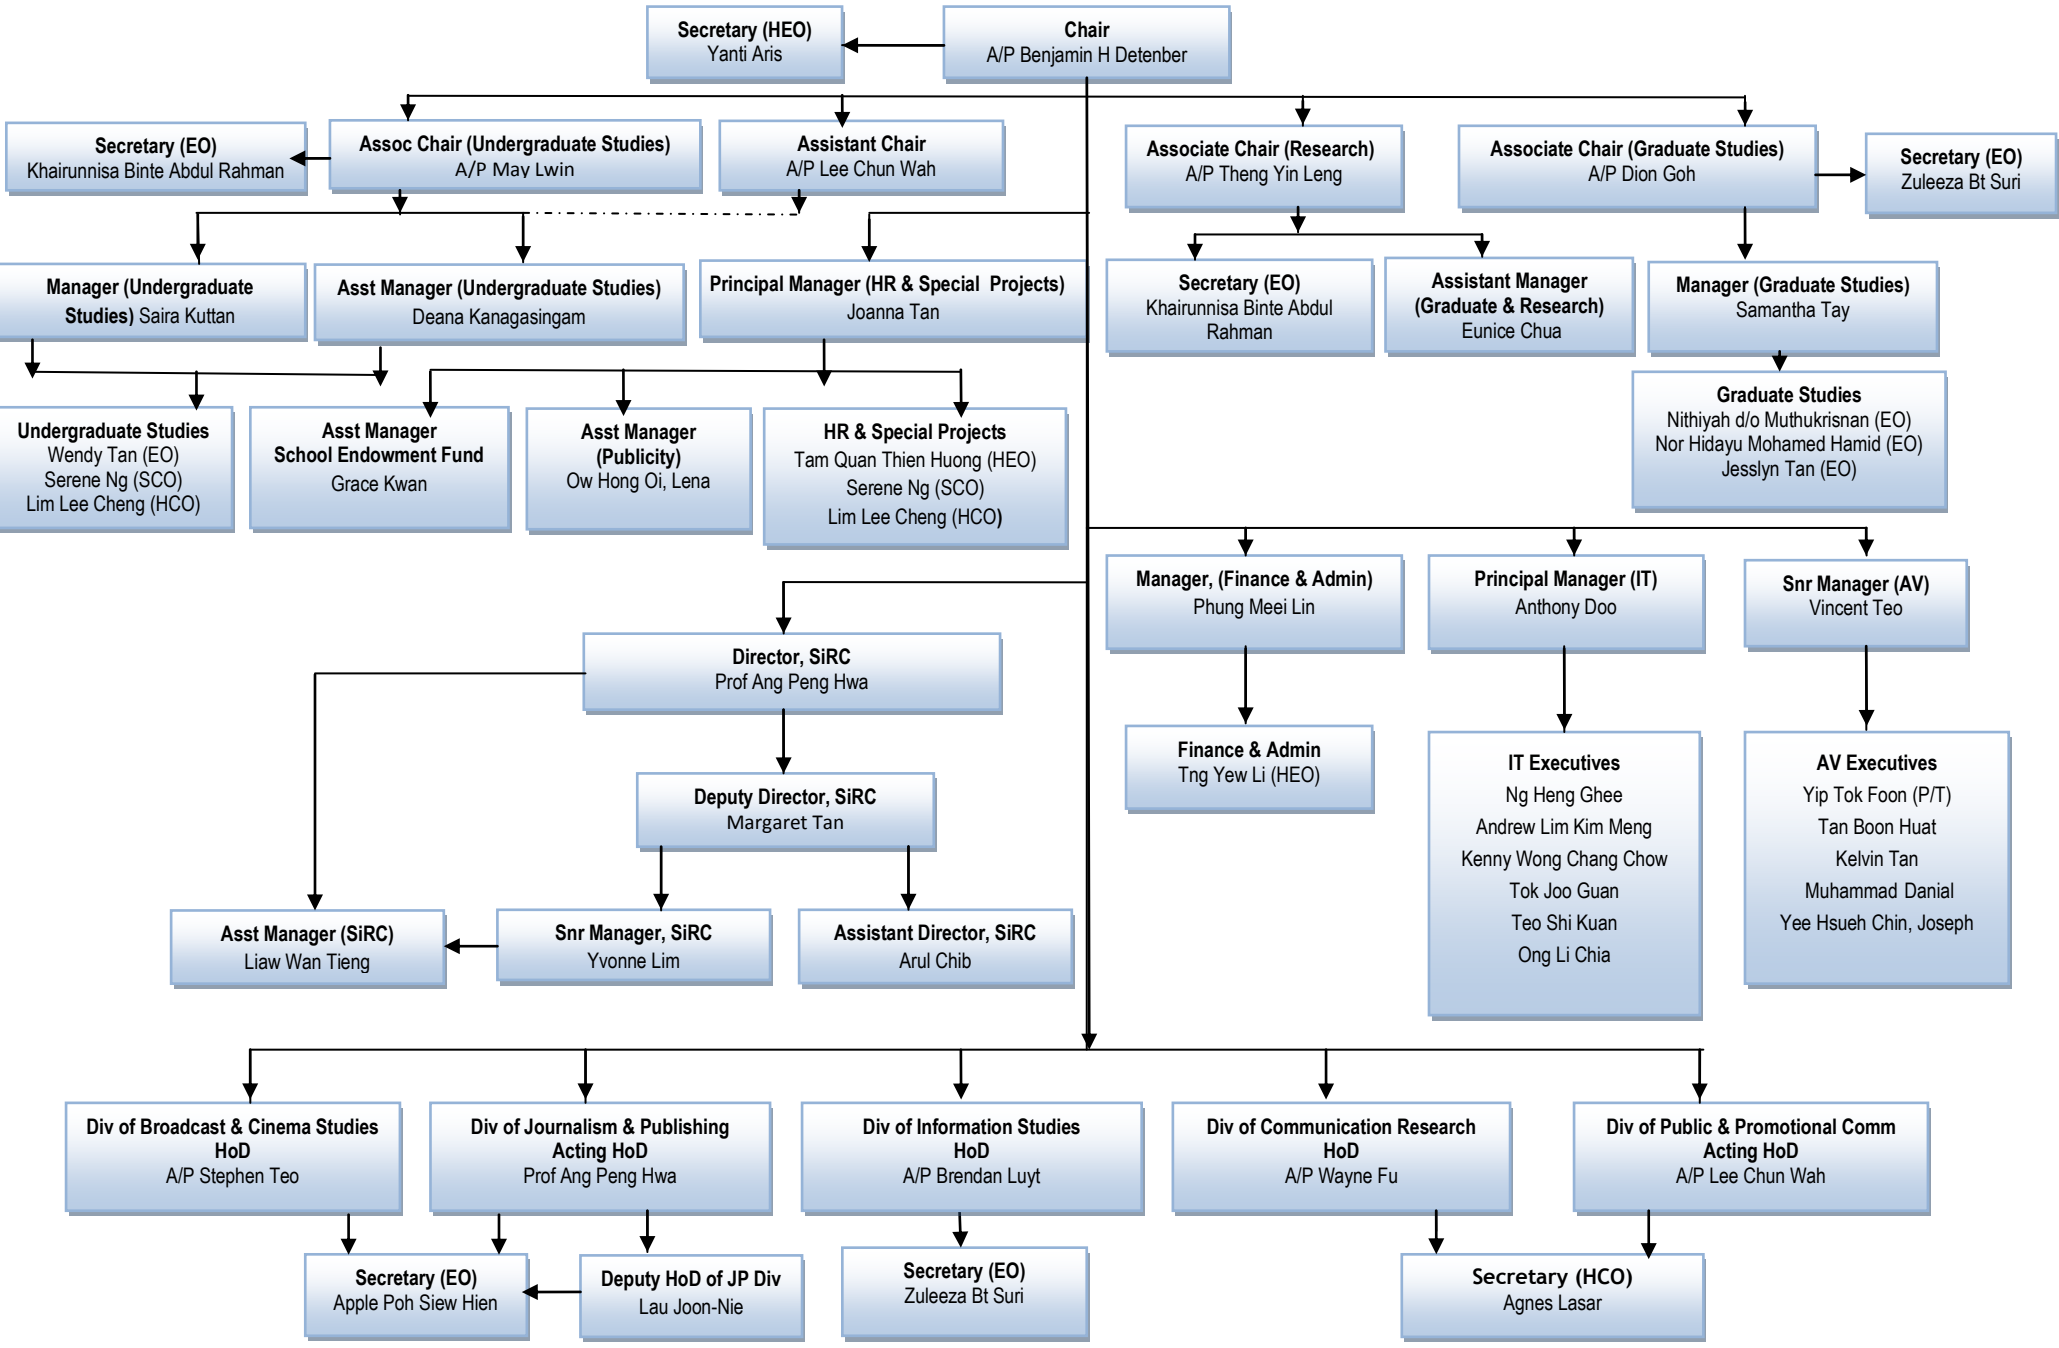 Secretary (HEO)
Yanti Aris
Chair
A/P Benjamin H Detenber
Secretary (EO)
Khairunnisa Binte Abdul Rahman
Assoc Chair (Undergraduate Studies)
A/P May Lwin
Assistant Chair
A/P Lee Chun Wah
Associate Chair (Research)
A/P Theng Yin Leng
Associate Chair (Graduate Studies)
A/P Dion Goh
Secretary (EO)
Zuleeza Bt Suri
Manager (Undergraduate
Studies) Saira Kuttan
Asst Manager (Undergraduate Studies)
Deana Kanagasingam
Principal Manager (HR & Special Projects)
Joanna Tan
Secretary (EO)
Khairunnisa Binte Abdul
Rahman
Assistant Manager
(Graduate & Research)
Eunice Chua
Manager (Graduate Studies)
Samantha Tay
Undergraduate Studies
Wendy Tan (EO)
Serene Ng (SCO)
Lim Lee Cheng (HCO)
Asst Manager
School Endowment Fund
Grace Kwan
Asst Manager
(Publicity)
Ow Hong Oi, Lena
HR & Special Projects
Tam Quan Thien Huong (HEO)
Serene Ng (SCO)
Lim Lee Cheng (HCO)
Graduate Studies
Nithiyah d/o Muthukrisnan (EO)
Nor Hidayu Mohamed Hamid (EO)
Jesslyn Tan (EO)
Manager, (Finance & Admin)
Phung Meei Lin
Principal Manager (IT)
Anthony Doo
Snr Manager (AV)
Vincent Teo
Director, SiRC
Prof Ang Peng Hwa
Finance & Admin
Tng Yew Li (HEO)
IT Executives
Ng Heng Ghee
Andrew Lim Kim Meng
Kenny Wong Chang Chow
Tok Joo Guan
Teo Shi Kuan
Ong Li Chia
AV Executives
Yip Tok Foon (P/T)
Tan Boon Huat
Kelvin Tan
Muhammad Danial
Yee Hsueh Chin, Joseph
Deputy Director, SiRC
Margaret Tan
Asst Manager (SiRC)
Liaw Wan Tieng
Snr Manager, SiRC
Yvonne Lim
Assistant Director, SiRC
Arul Chib
Div of Broadcast & Cinema Studies
HoD
A/P Stephen Teo
Div of Journalism & Publishing
Acting HoD
Prof Ang Peng Hwa
Div of Information Studies
HoD
A/P Brendan Luyt
Div of Communication Research
HoD
A/P Wayne Fu
Div of Public & Promotional Comm
Acting HoD
A/P Lee Chun Wah
Secretary (EO)
Apple Poh Siew Hien
Deputy HoD of JP Div
Lau Joon-Nie
Secretary (EO)
Zuleeza Bt Suri
Secretary (HCO)
Agnes Lasar